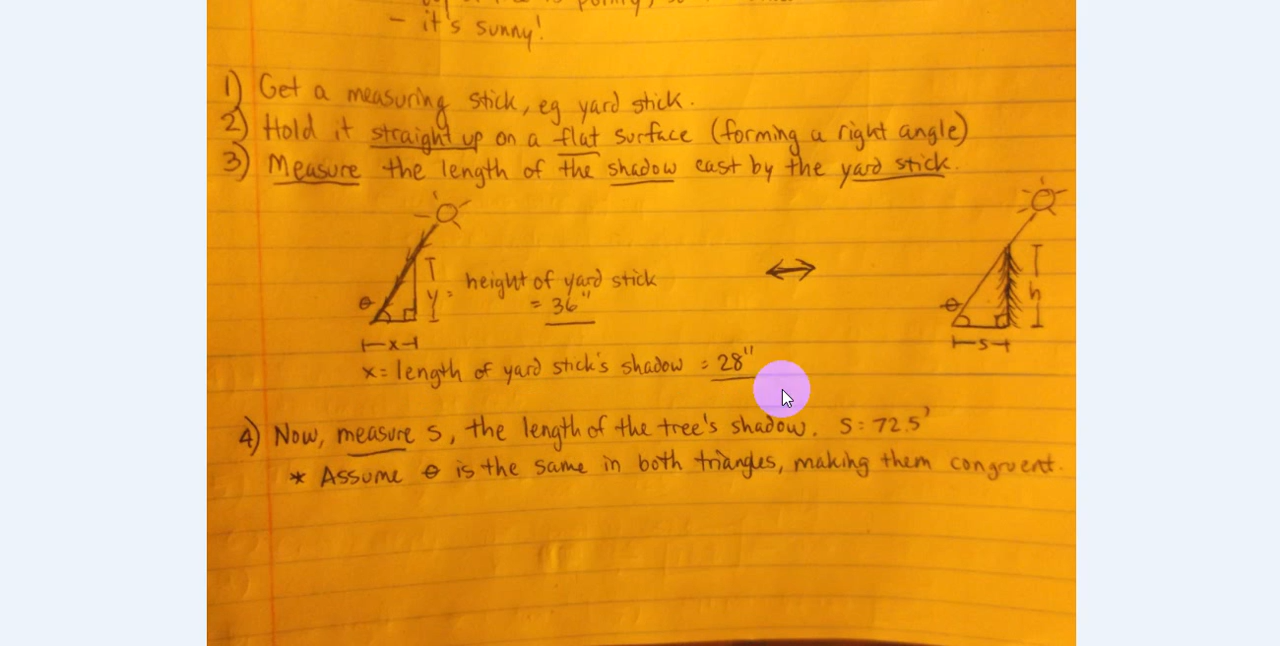 - it's sunny!
1) Get a measuring stick, eg yard stick.
2) Hold it straight up on a flat surface (forming a right angle)
3) Measure the length of the shadow cast by the yard stick.
θ
y
: height of yard stick
= 36"
x
θ
h
s
x = length of yard stick's shadow = 28"
4) Now, measure s, the length of the tree's shadow. S = 72.5'
* Assume θ is the same in both triangles, making them congruent.